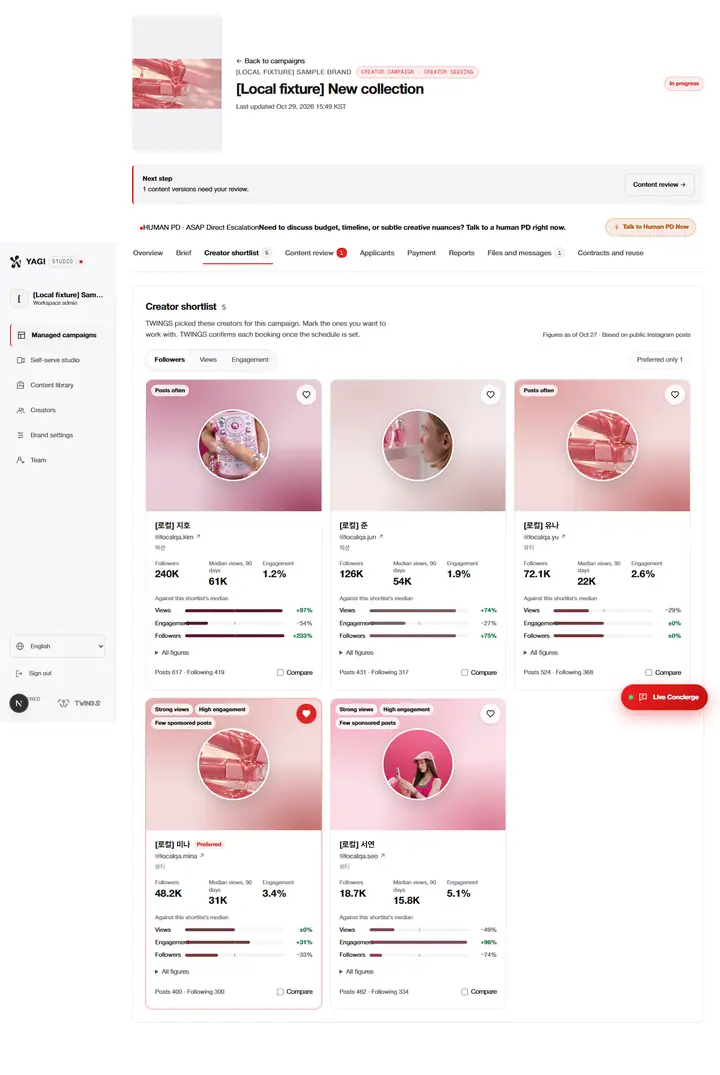 ← Back to campaigns
[LOCAL FIXTURE] SAMPLE BRAND CREATOR CAMPAIGN · CREATOR SEEDING
[Local fixture] New collection
Last updated Oct 29, 2026 15:49 KST
In progress
Next step
1 content versions need your review.
Content review →
HUMAN PD · ASAP Direct Escalation Need to discuss budget, timeline, or subtle creative nuances? Talk to a human PD right now.
Talk to Human PD Now
Overview Brief Creator shortlist 5 Content review 1 Applicants Payment Reports Files and messages 1 Contracts and reuse
YAGI STUDIO
[ [Local fixture] Sam...
Workspace admin
Managed campaigns
Self-serve studio
Content library
Creators
Brand settings
Team
English
Sign out
N
TWINGS
Creator shortlist 5
TWINGS picked these creators for this campaign. Mark the ones you want to
work with. TWINGS confirms each booking once the schedule is set.
Figures as of Oct 27 · Based on public Instagram posts
Followers Views Engagement
Preferred only 1
Posts often
[로컬] 지호
@localqa.kim ↗
패션
Followers Median views, 90 days Engagement
240K 61K 1.2%
Against this shortlist's median
Views +97%
Engagement −54%
Followers +233%
▸ All figures
Posts 617 · Following 419 Compare
[로컬] 준
@localqa.jun ↗
패션
Followers Median views, 90 days Engagement
126K 54K 1.9%
Against this shortlist's median
Views +74%
Engagement −27%
Followers +75%
▸ All figures
Posts 431 · Following 317 Compare
Posts often
[로컬] 유나
@localqa.yu ↗
뷰티
Followers Median views, 90 days Engagement
72.1K 22K 2.6%
Against this shortlist's median
Views −29%
Engagement ±0%
Followers ±0%
▸ All figures
Posts 524 · Following 368 Compare
Live Concierge
Strong views High engagement
Few sponsored posts
[로컬] 미나 Preferred
@localqa.mina ↗
뷰티
Followers Median views, 90 days Engagement
48.2K 31K 3.4%
Against this shortlist's median
Views ±0%
Engagement +31%
Followers −33%
▸ All figures
Posts 400 · Following 300 Compare
Strong views High engagement
Few sponsored posts
[로컬] 서연
@localqa.seo ↗
뷰티
Followers Median views, 90 days Engagement
18.7K 15.8K 5.1%
Against this shortlist's median
Views −49%
Engagement +96%
Followers −74%
▸ All figures
Posts 462 · Following 334 Compare